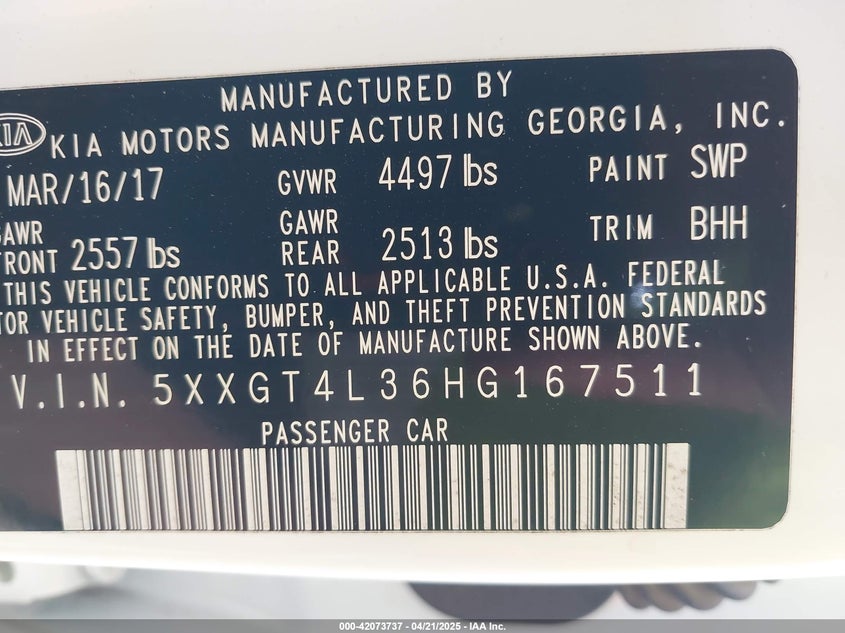 MANUFACTURED BY
KIA KIA MOTORS MANUFACTURING GEORGIA, INC.
MAR/16/17 GVWR 4497 lbs PAINT SWP
GAWR FRONT 2557 lbs GAWR REAR 2513 lbs TRIM BHH
THIS VEHICLE CONFORMS TO ALL APPLICABLE U.S.A. FEDERAL
TOR VEHICLE SAFETY, BUMPER, AND THEFT PREVENTION STANDARDS
IN EFFECT ON THE DATE OF MANUFACTURE SHOWN ABOVE.
V.I.N. 5XXGT4L36HG167511
PASSENGER CAR
000-42073737 - 04/21/2025 - IAA Inc.